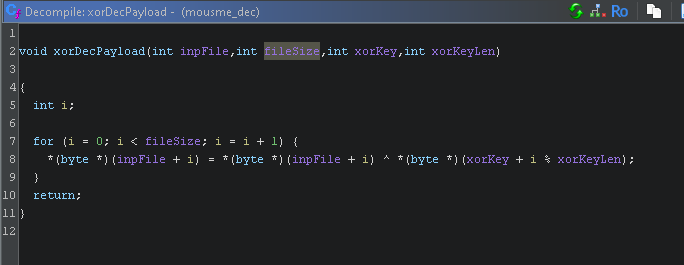 Decompile: xorDecPayload - (mousme_dec)
Ro
1
2 void xorDecPayload(int inpFile,int fileSize,int xorKey,int xorKeyLen)
3
4 {
5 int i;
6
7 for (i = 0; i < fileSize; i = i + 1) {
8 *(byte *)(inpFile + i) = *(byte *)(inpFile + i) ^ *(byte *)(xorKey + i % xorKeyLen);
9 }
10 return;
11 }
12